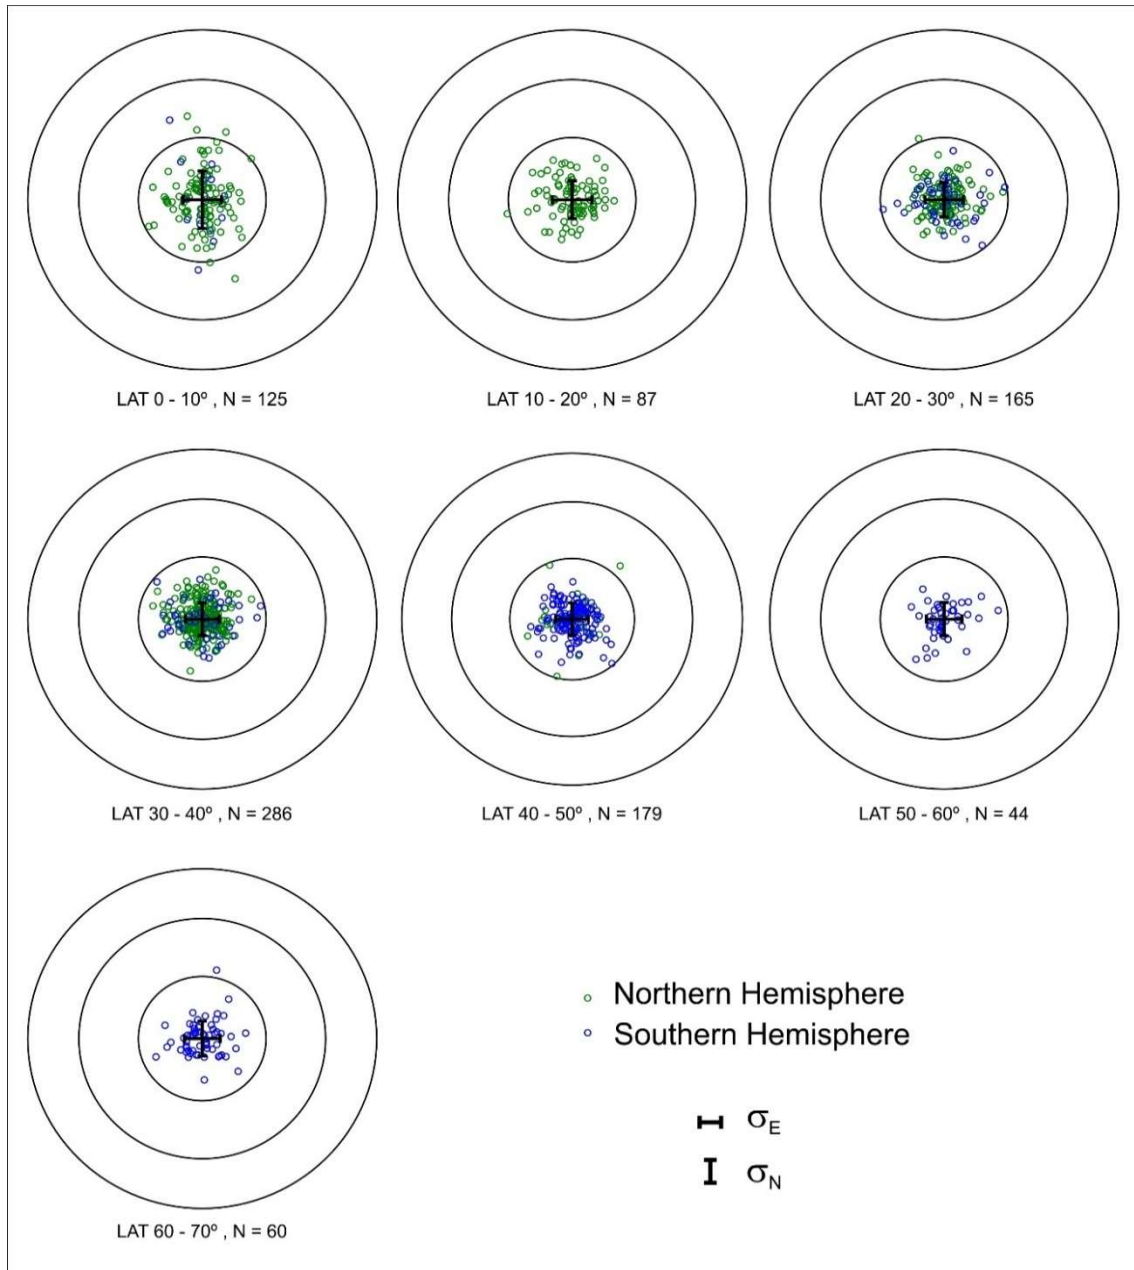 LAT 0 - 10º , N = 125
LAT 10 - 20º , N = 87
LAT 20 - 30º , N = 165
LAT 30 - 40º , N = 286
LAT 40 - 50º , N = 179
LAT 50 - 60º , N = 44
Northern Hemisphere
Southern Hemisphere
σE
σN
LAT 60 - 70º , N = 60